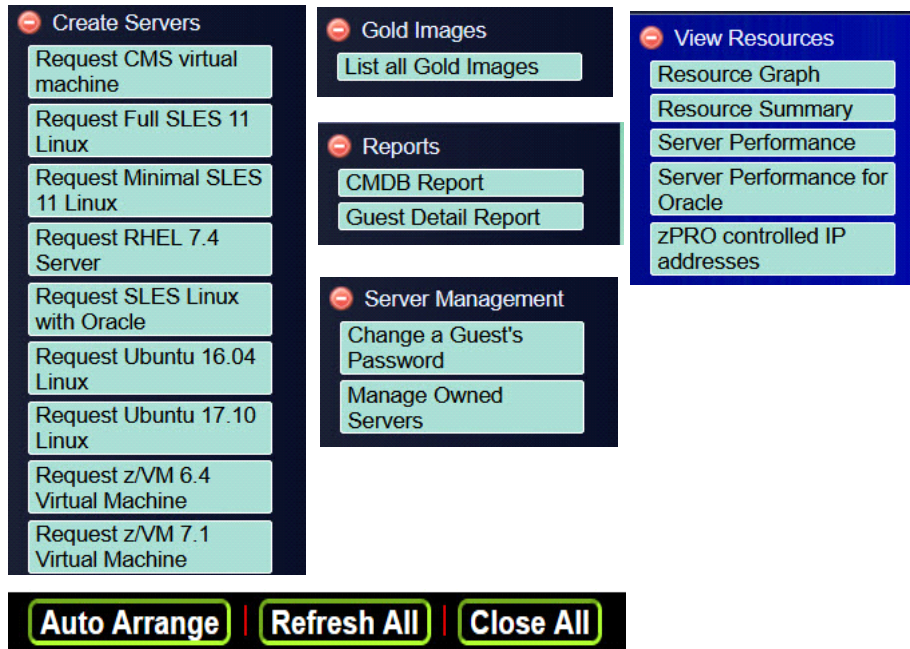 Create Servers
Request CMS virtual
machine
Request Full SLES 11
Linux
Request Minimal SLES
11 Linux
Request RHEL 7.4
Server
Request SLES Linux
with Oracle
Request Ubuntu 16.04
Linux
Request Ubuntu 17.10
Linux
Request z/VM 6.4
Virtual Machine
Request z/VM 7.1
Virtual Machine
Gold Images
List all Gold Images
Reports
CMDB Report
Guest Detail Report
Server Management
Change a Guest's
Password
Manage Owned
Servers
View Resources
Resource Graph
Resource Summary
Server Performance
Server Performance for
Oracle
zPRO controlled IP
addresses
Auto Arrange | Refresh All | Close All